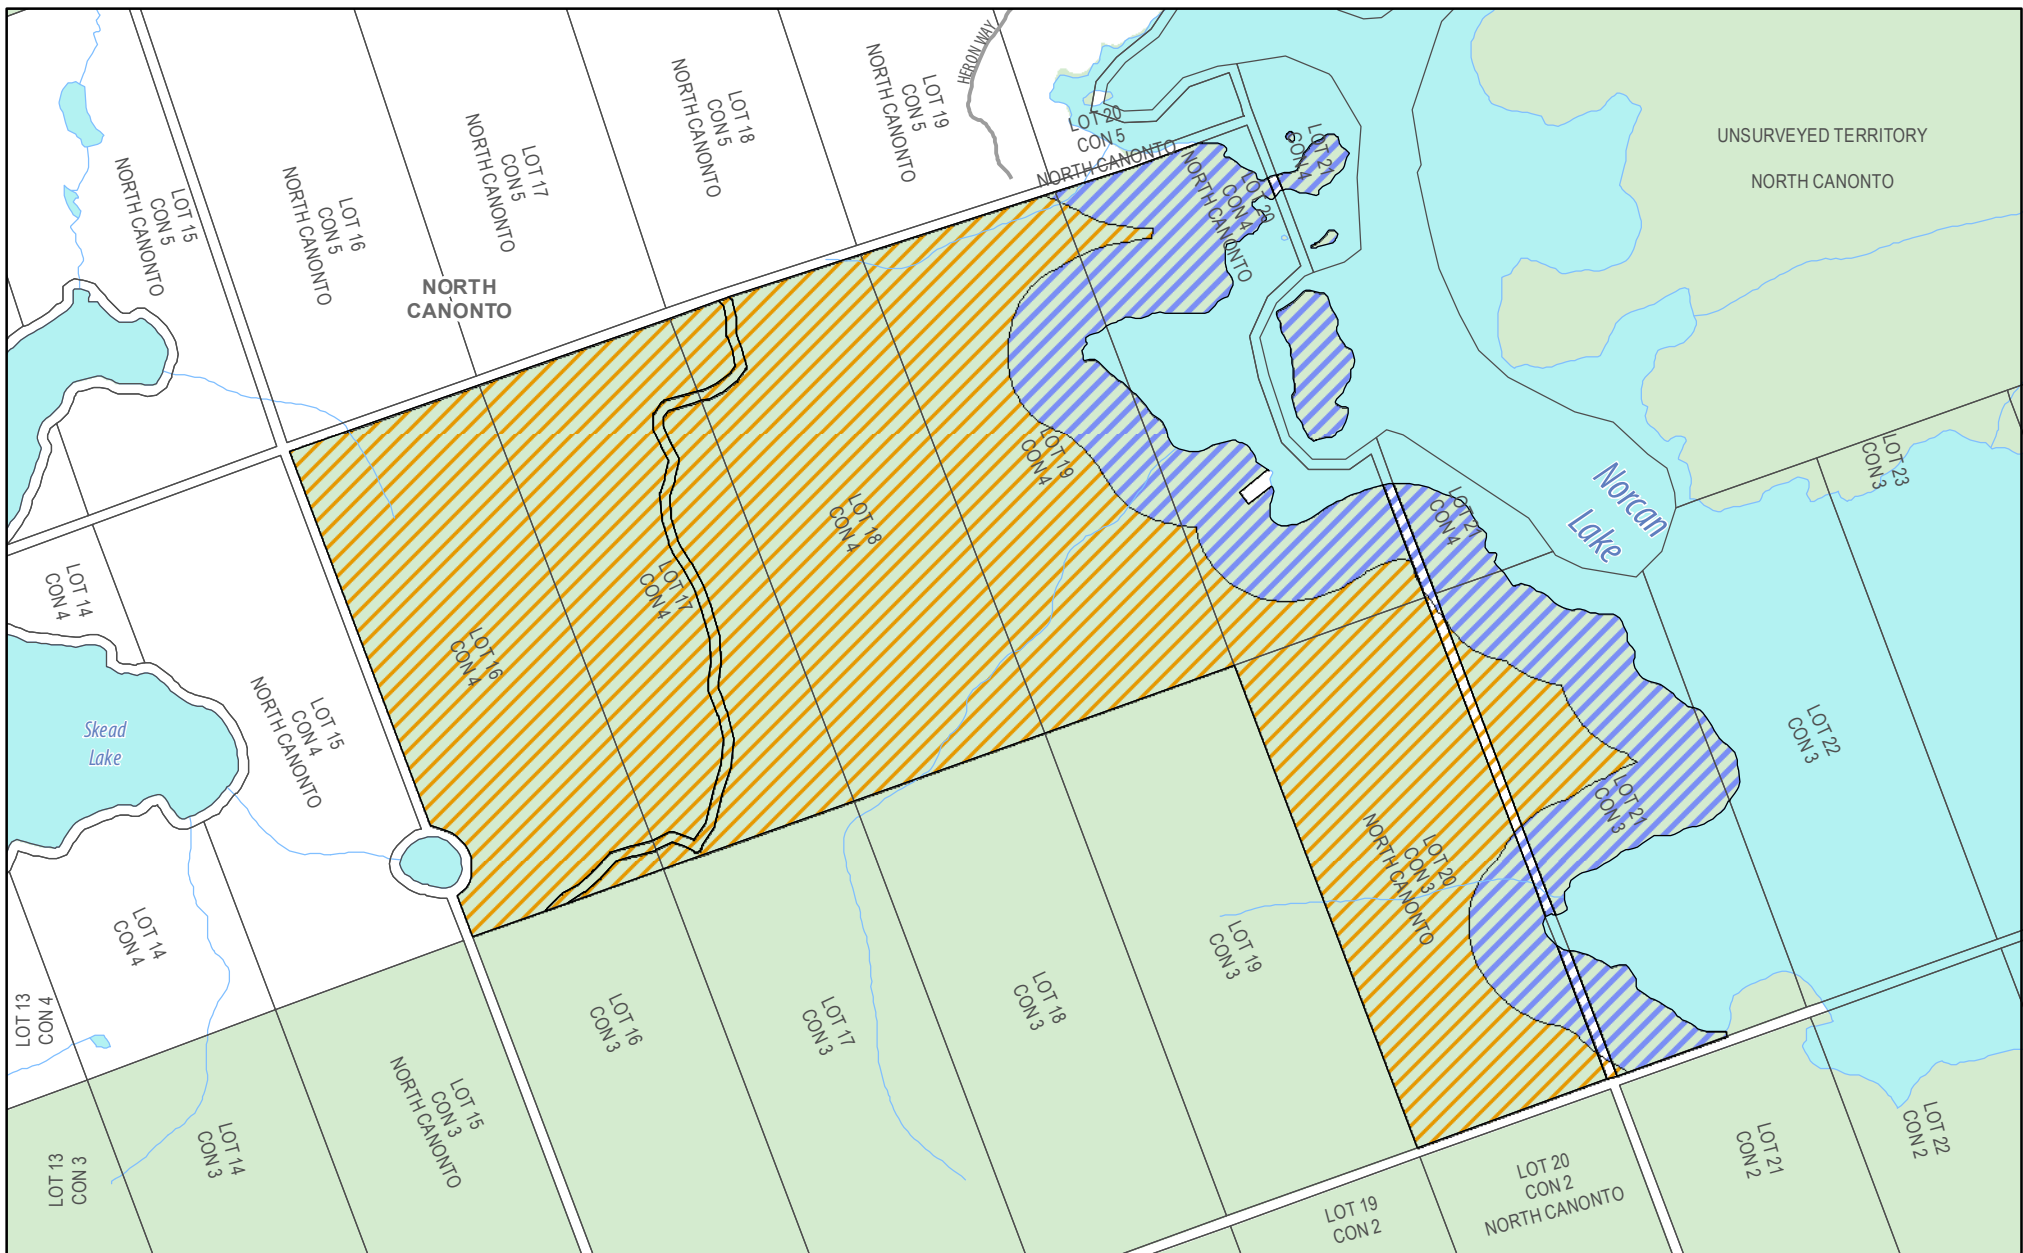 HERON WAY
LOT 15
CON 5
NORTH CANONTO
LOT 16
CON 5
NORTH CANONTO
LOT 17
CON 5
NORTH CANONTO
LOT 18
CON 5
NORTH CANONTO
LOT 19
CON 5
NORTH CANONTO
LOT 20
CON 5
NORTH CANONTO
LOT 21
CON 4
LOT 20
CON 4
NORTH CANONTO
UNSURVEYED TERRITORY
NORTH CANONTO
NORTH
CANONTO
LOT 19
CON 4
LOT 18
CON 4
LOT 17
CON 4
LOT 16
CON 4
LOT 21
CON 4
LOT 23
CON 3
Norcan
Lake
LOT 14
CON 4
LOT 15
CON 4
NORTH CANONTO
Skead
Lake
LOT 22
CON 3
LOT 21
CON 3
LOT 20
CON 3
NORTH CANONTO
LOT 14
CON 4
LOT 13
CON 4
LOT 16
CON 3
LOT 17
CON 3
LOT 18
CON 3
LOT 19
CON 3
LOT 15
CON 3
NORTH CANONTO
LOT 14
CON 3
LOT 13
CON 3
LOT 19
CON 2
LOT 20
CON 2
NORTH CANONTO
LOT 21
CON 2
LOT 22
CON 2